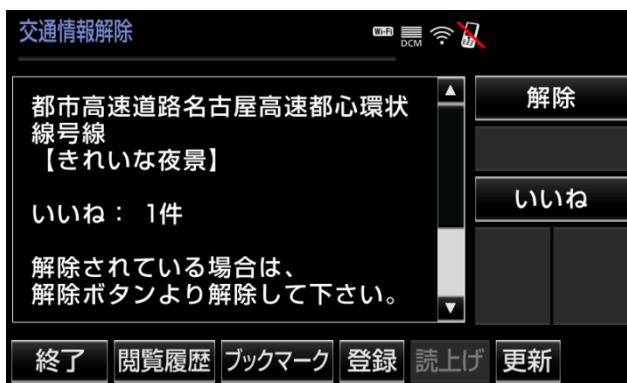 交通情報解除
Wi-Fi
DCM
都市高速道路名古屋高速都心環状
線号線
【きれいな夜景】
いいね： 1件
解除されている場合は、
解除ボタンより解除して下さい。
解除
いいね
終了 閲覧履歴 ブックマーク 登録 読上げ 更新